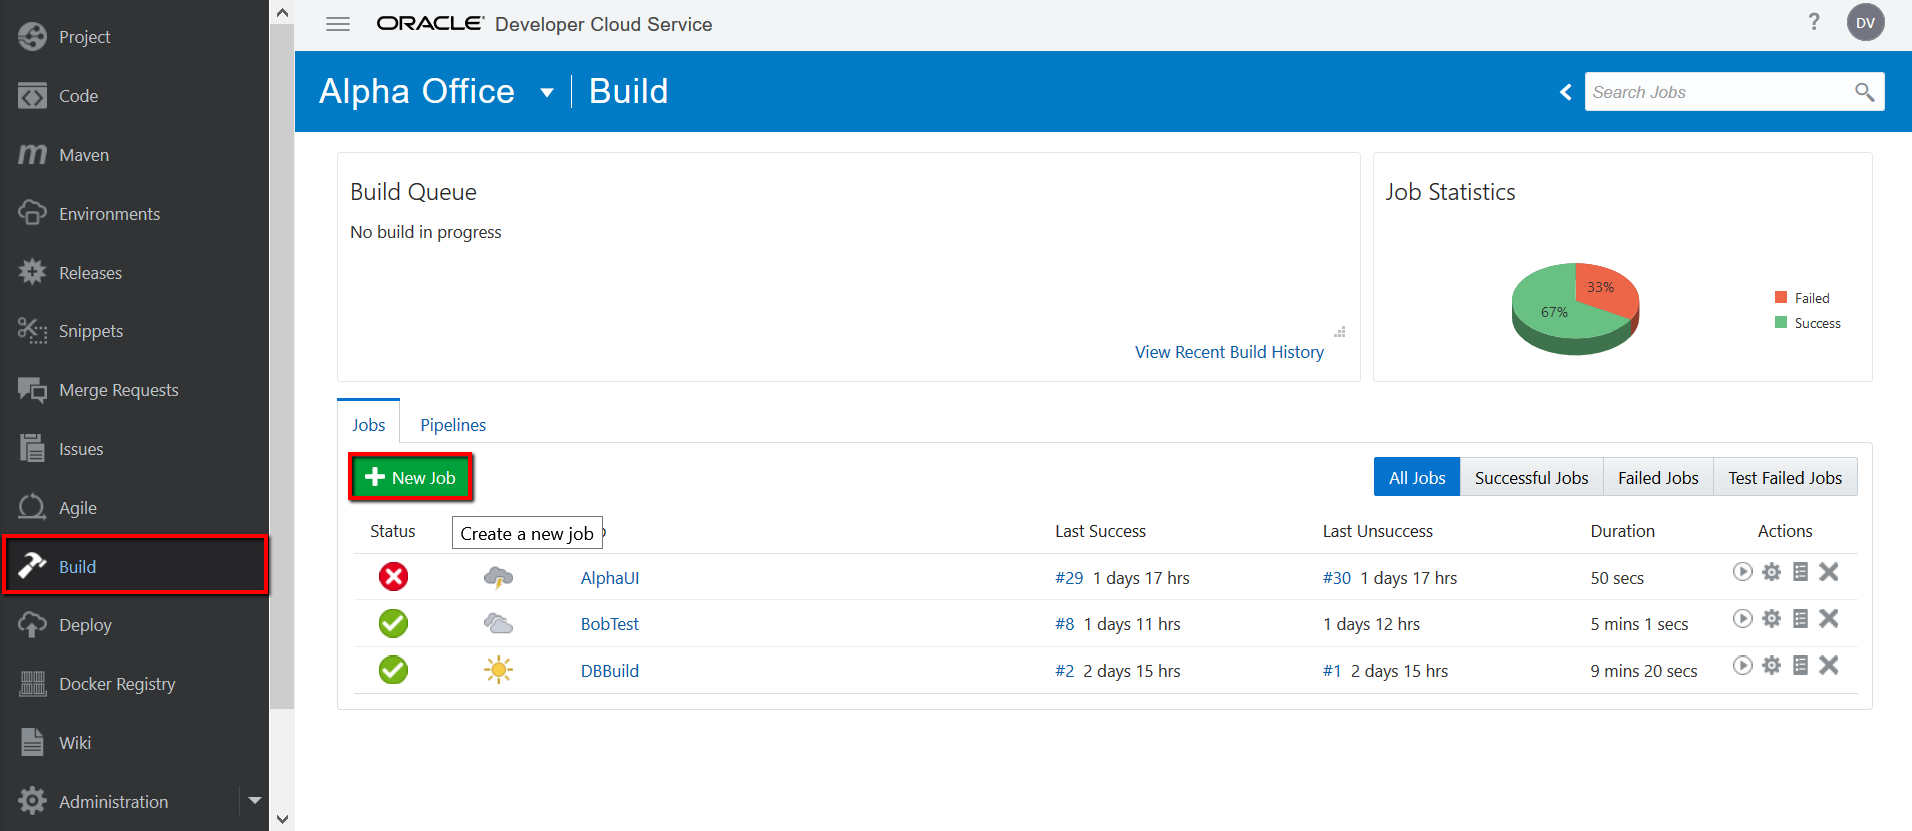 Project
Code
Maven
Environments
Releases
Snippets
Merge Requests
Issues
Agile
Build
Deploy
Docker Registry
Wiki
Administration
ORACLE Developer Cloud Service
? DV
Alpha Office Build
Search Jobs
Build Queue
No build in progress
View Recent Build History
Job Statistics
33%
67%
Failed
Success
Jobs Pipelines
New Job
All Jobs Successful Jobs Failed Jobs Test Failed Jobs
Status Last Success Last Unsuccess Duration Actions
Create a new job
AlphaUI #29 1 days 17 hrs #30 1 days 17 hrs 50 secs
BobTest #8 1 days 11 hrs 1 days 12 hrs 5 mins 1 secs
DBBuild #2 2 days 15 hrs #1 2 days 15 hrs 9 mins 20 secs